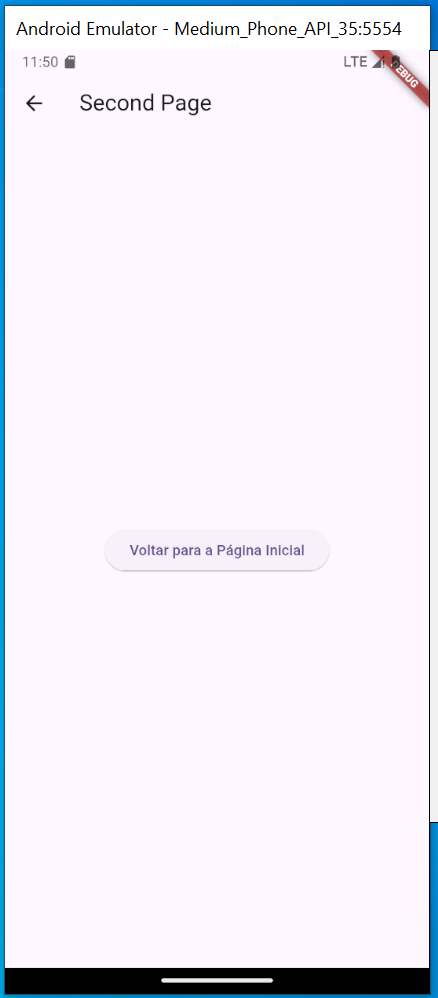 Android Emulator - Medium_Phone_API_35:5554
11:50 LTE
DEBUG
Second Page
Voltar para a Página Inicial